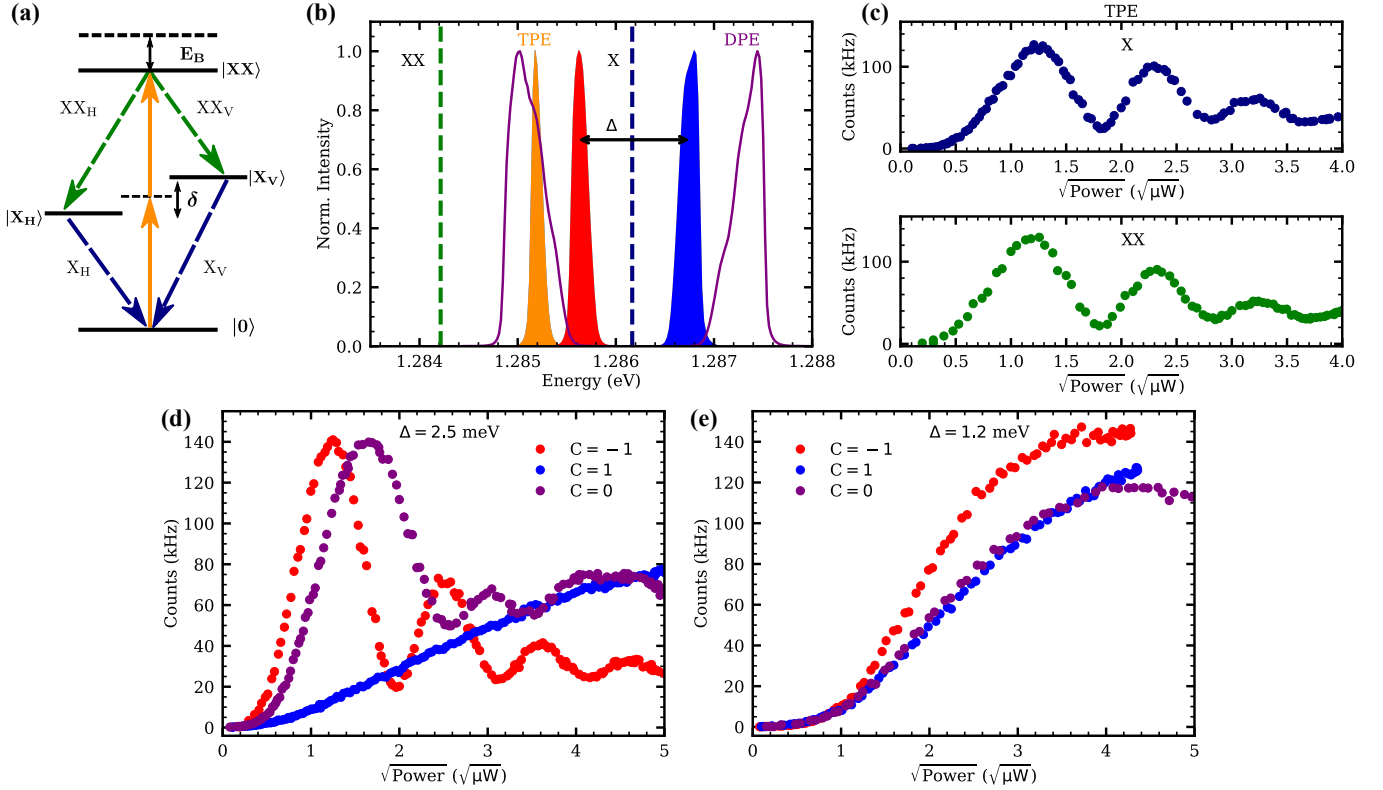 (a)
E_B
|XX⟩
XX_H
XX_V
|X_V⟩
δ
|X_H⟩
X_H
X_V
|0⟩
(b)
TPE
DPE
XX
X
Δ
Norm. Intensity
1.0
0.8
0.6
0.4
0.2
0.0
1.284
1.285
1.286
1.287
1.288
Energy (eV)
(c)
TPE
X
Counts (kHz)
100
0
0.0 0.5 1.0 1.5 2.0 2.5 3.0 3.5 4.0
√Power (√μW)
XX
Counts (kHz)
100
0
0.0 0.5 1.0 1.5 2.0 2.5 3.0 3.5 4.0
√Power (√μW)
(d)
Δ = 2.5 meV
C = −1
C = 1
C = 0
Counts (kHz)
140
120
100
80
60
40
20
0
0 1 2 3 4 5
√Power (√μW)
(e)
Δ = 1.2 meV
C = −1
C = 1
C = 0
Counts (kHz)
140
120
100
80
60
40
20
0
0 1 2 3 4 5
√Power (√μW)